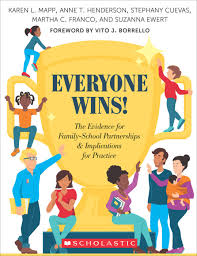 KAREN L. MAPP, ANNE T. HENDERSON, STEPHANY CUEVAS,
MARTHA C. FRANCO, AND SUZANNA EWERT
FOREWORD BY VITO J. BORRELLO
EVERYONE
WINS!
The Evidence for
Family-School Partnerships
& Implications
for Practice
SCHOLASTIC